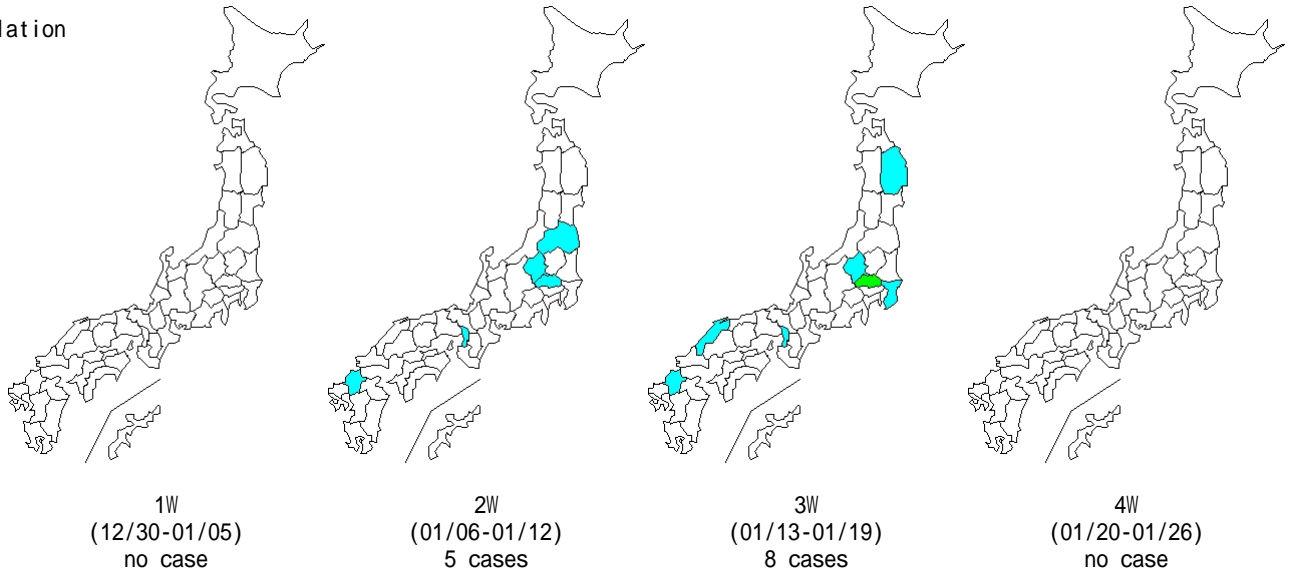 lation
1W
(12/30-01/05)
no case
2W
(01/06-01/12)
5 cases
3W
(01/13-01/19)
8 cases
4W
(01/20-01/26)
no case